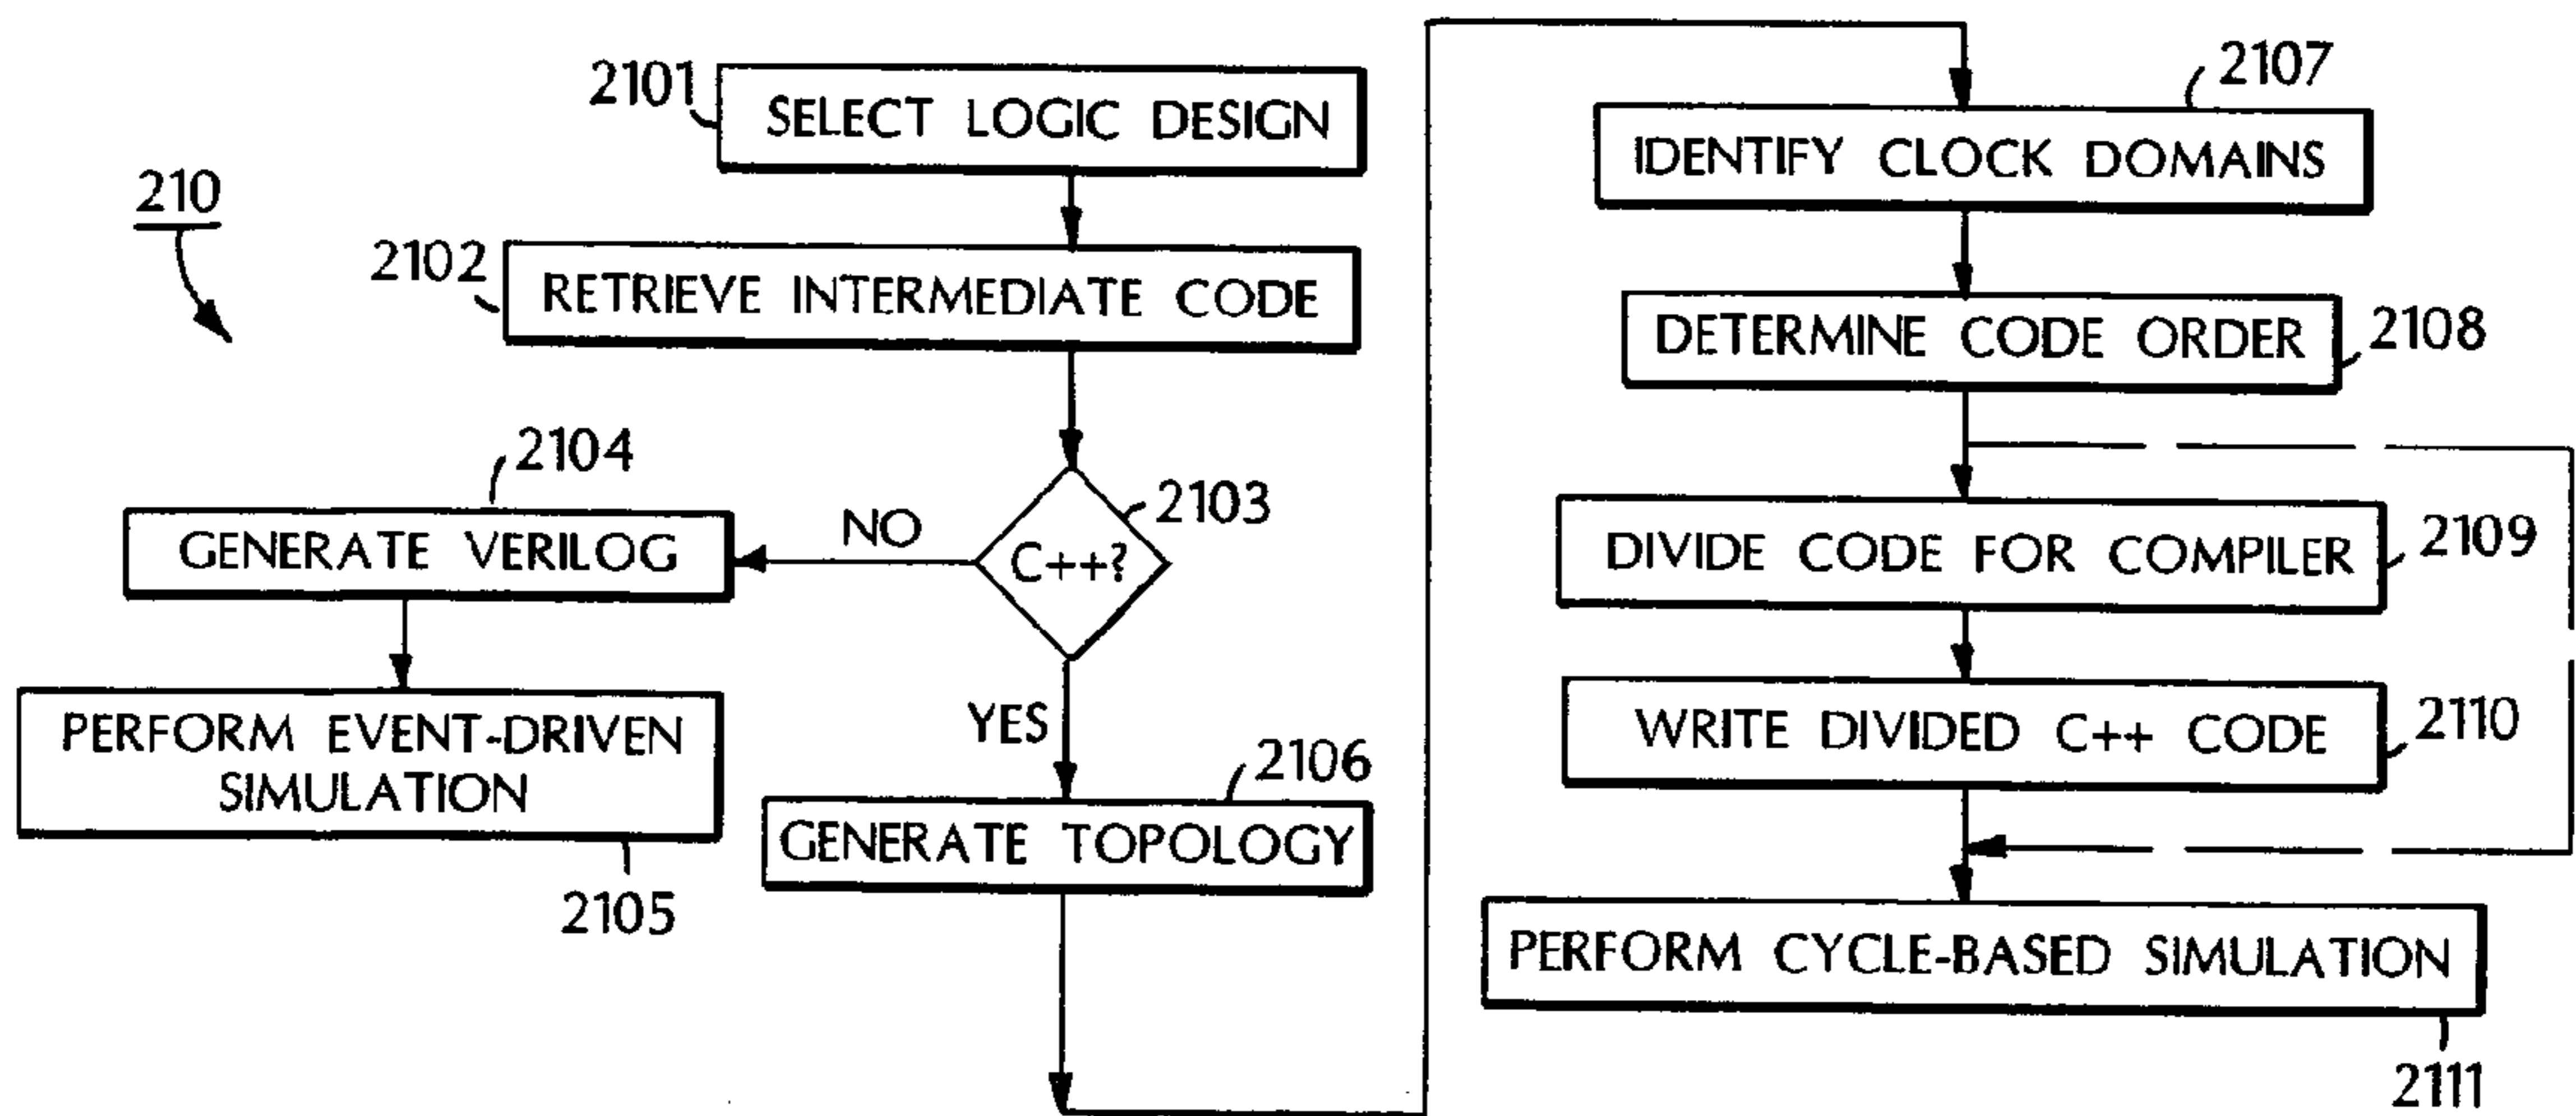 210
2101
SELECT LOGIC DESIGN
2102
RETRIEVE INTERMEDIATE CODE
2103
C++?
NO
2104
GENERATE VERILOG
PERFORM EVENT-DRIVEN
SIMULATION
2105
YES
2106
GENERATE TOPOLOGY
2107
IDENTIFY CLOCK DOMAINS
DETERMINE CODE ORDER
2108
DIVIDE CODE FOR COMPILER
2109
WRITE DIVIDED C++ CODE
2110
PERFORM CYCLE-BASED SIMULATION
2111